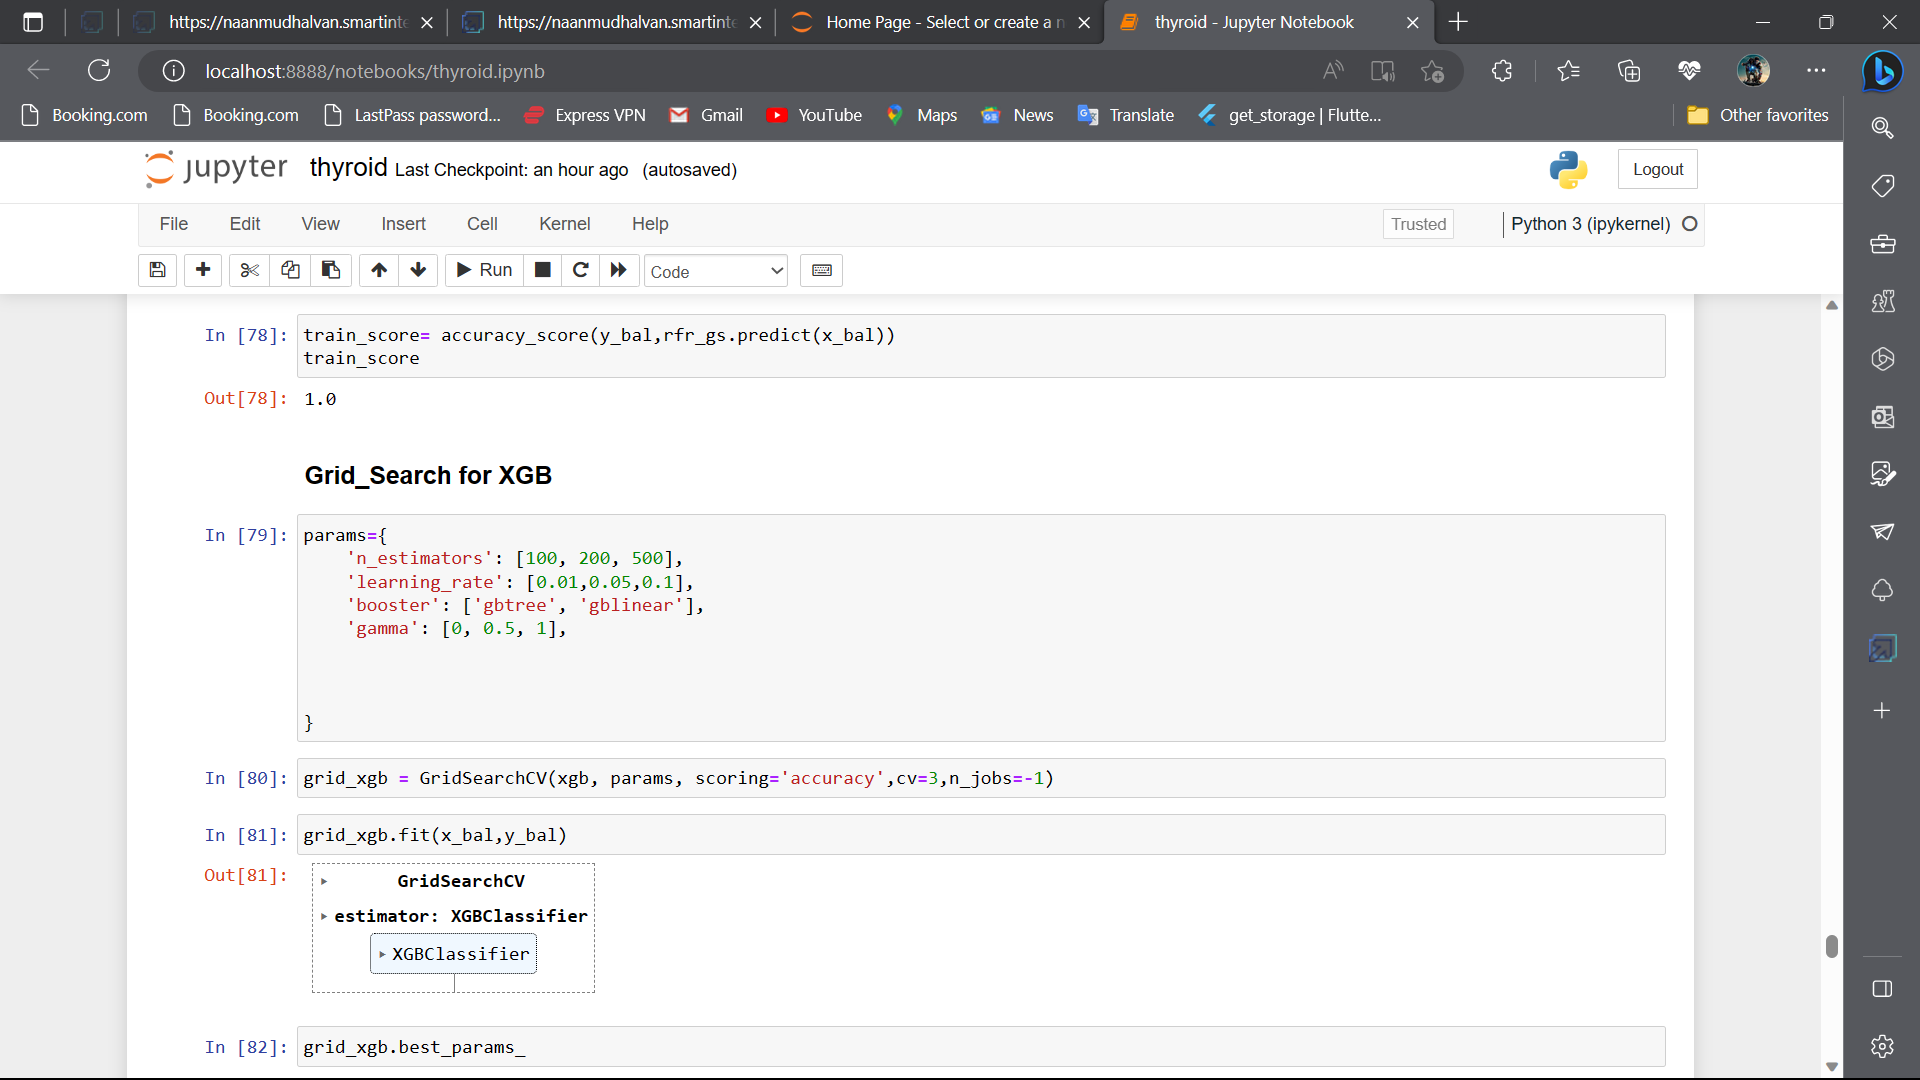 https://naanmudhalvan.smartinte
https://naanmudhalvan.smartinte
Home Page - Select or create a n
thyroid - Jupyter Notebook
localhost:8888/notebooks/thyroid.ipynb
Booking.com
Booking.com
LastPass password...
Express VPN
Gmail
YouTube
Maps
News
Translate
get_storage | Flutte...
Other favorites
jupyter
thyroid Last Checkpoint: an hour ago (autosaved)
Logout
File Edit View Insert Cell Kernel Help
Trusted
Python 3 (ipykernel)
Run
Code
In [78]: train_score= accuracy_score(y_bal,rfr_gs.predict(x_bal))
train_score
Out[78]: 1.0
Grid_Search for XGB
In [79]: params={
'n_estimators': [100, 200, 500],
'learning_rate': [0.01,0.05,0.1],
'booster': ['gbtree', 'gblinear'],
'gamma': [0, 0.5, 1],
}
In [80]: grid_xgb = GridSearchCV(xgb, params, scoring='accuracy',cv=3,n_jobs=-1)
In [81]: grid_xgb.fit(x_bal,y_bal)
Out[81]:
GridSearchCV
estimator: XGBClassifier
XGBClassifier
In [82]: grid_xgb.best_params_